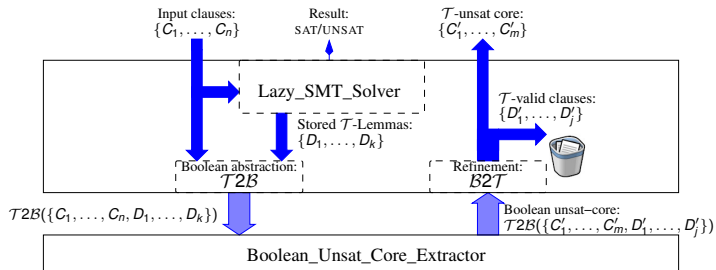 Input clauses:
{C₁, . . . , Cₙ}
Result:
SAT/UNSAT
𝒯-unsat core:
{C′₁, . . . , C′ₘ}
Lazy_SMT_Solver
𝒯-valid clauses:
{D′₁, . . . , D′ⱼ}
Stored 𝒯-Lemmas:
{D₁, . . . , Dₖ}
Boolean abstraction:
𝒯2ℬ
Refinement:
ℬ2𝒯
𝒯2ℬ({C₁, . . . , Cₙ, D₁, . . . , Dₖ})
Boolean unsat–core:
𝒯2ℬ({C′₁, . . . , C′ₘ, D′₁, . . . , D′ⱼ})
Boolean_Unsat_Core_Extractor